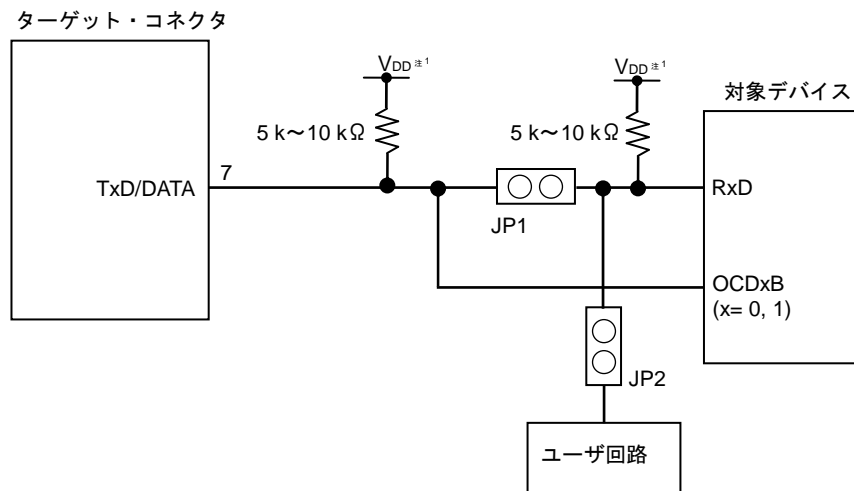 ターゲット・コネクタ
VDD 注1
VDD 注1
対象デバイス
5 k～10 kΩ
5 k～10 kΩ
TxD/DATA
7
RxD
JP1
OCDxB
(x= 0, 1)
JP2
ユーザ回路